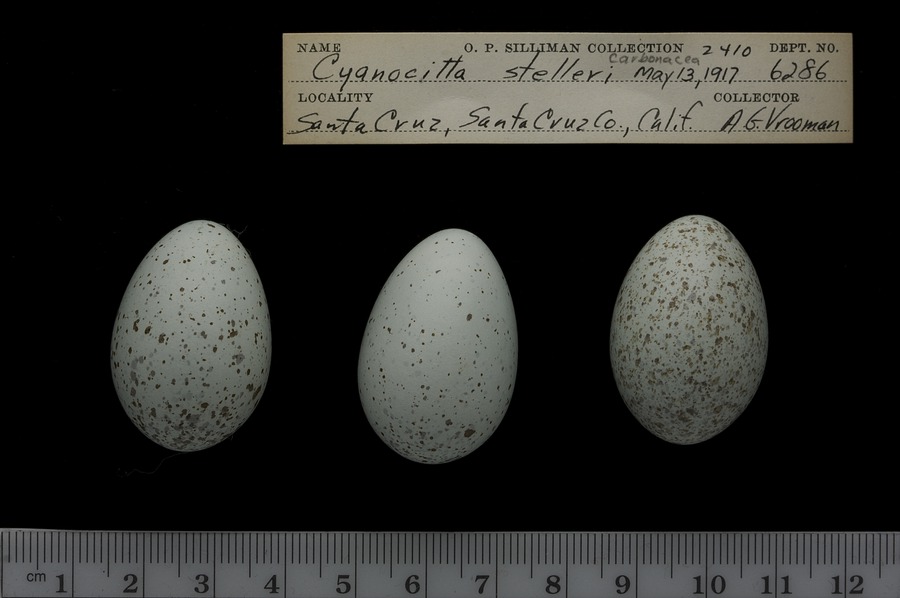 NAME O. P. SILLIMAN COLLECTION 2410 DEPT. NO.
Carbonacea
Cyanocitta stelleri May 13, 1917 6286
LOCALITY COLLECTOR
Santa Cruz, Santa Cruz Co., Calif. A. G. Vrooman
cm 1 2 3 4 5 6 7 8 9 10 11 12